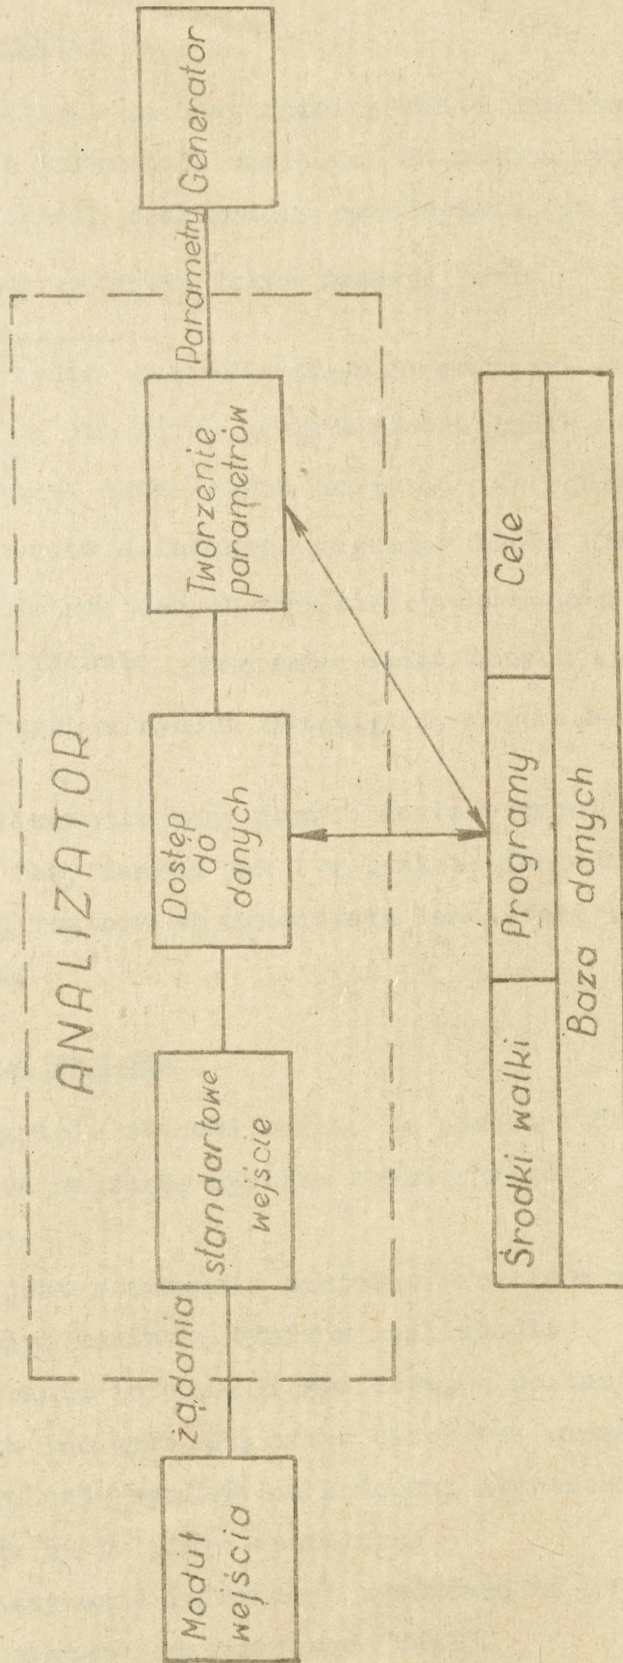 ANALIZATOR
Moduł
wejścia
żądania
standartowe
wejście
Dostęp
do
danych
Tworzenie
parametrów
Parametry
Generator
Środki walki
Programy
Cele
Baza danych